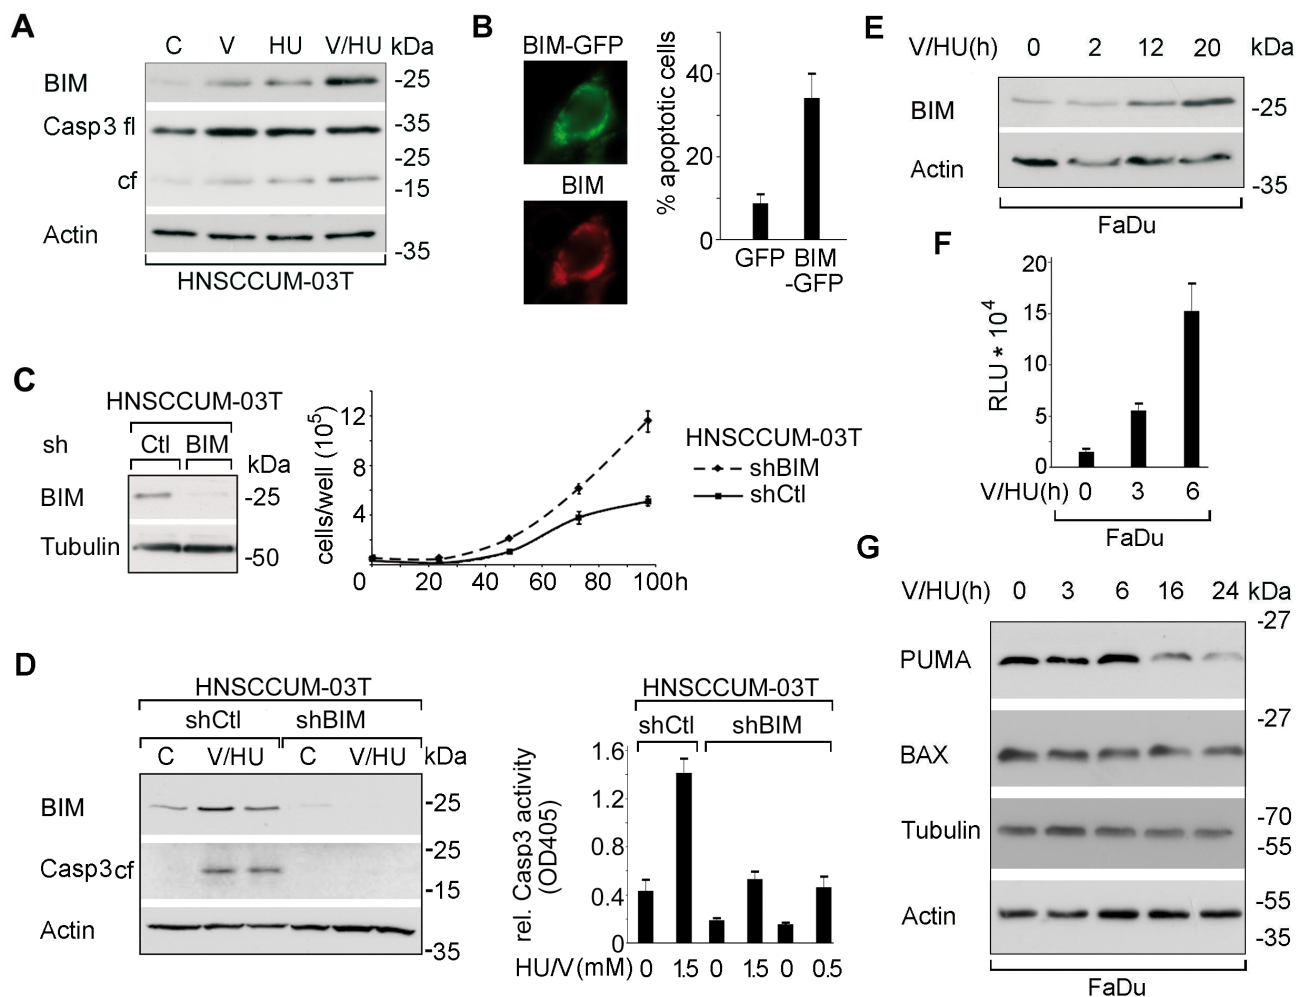 A
C V HU V/HU kDa
BIM -25
Casp3 fl -35
-25
cf -15
Actin -35
HNSCCUM-03T
B
BIM-GFP
BIM
% apoptotic cells
40
20
0
GFP BIM
-GFP
C
HNSCCUM-03T
sh Ctl BIM
kDa
BIM -25
Tubulin -50
cells/well (10⁵)
12
8
4
0 20 40 60 80 100h
HNSCCUM-03T
shBIM
shCtl
D
HNSCCUM-03T
shCtl shBIM
C V/HU C V/HU kDa
BIM -25
-25
Casp3cf
-15
Actin
-35
HNSCCUM-03T
shCtl shBIM
rel. Casp3 activity
(OD405)
1.6
1.2
0.8
0.4
0
HU/V(mM) 0 1.5 0 1.5 0 0.5
E
V/HU(h) 0 2 12 20 kDa
BIM -25
Actin
-35
FaDu
F
RLU * 10⁴
20
15
10
5
0
V/HU(h) 0 3 6
FaDu
G
V/HU(h) 0 3 6 16 24 kDa
-27
PUMA
-27
BAX
Tubulin -70
-55
Actin -55
-35
FaDu